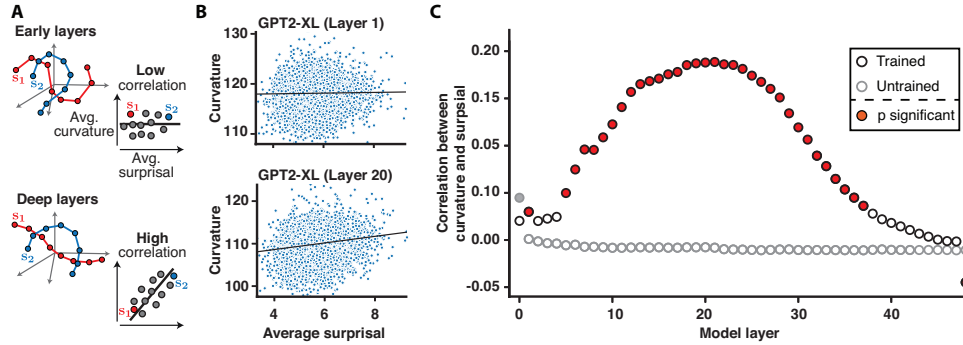 A
Early layers
s1
s2
Low
correlation
s1
s2
Avg.
curvature
Avg.
surprisal
Deep layers
s1
s2
High
correlation
s1
s2
B
GPT2-XL (Layer 1)
130
120
110
Curvature
GPT2-XL (Layer 20)
120
110
100
Curvature
4
6
8
Average surprisal
C
0.20
0.15
0.05
0.10
0.00
-0.05
Correlation between
curvature and surpsial
0
10
20
30
40
Model layer
Trained
Untrained
p significant